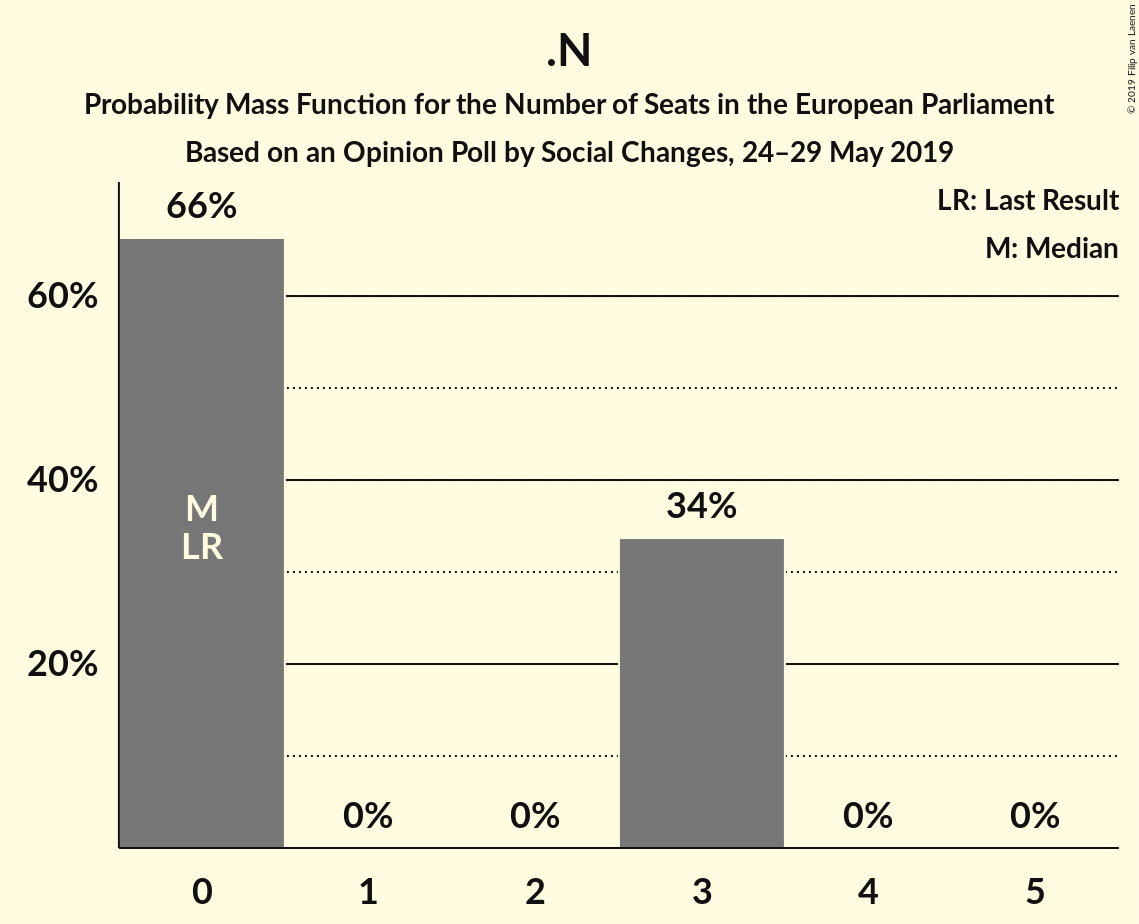 .N
Probability Mass Function for the Number of Seats in the European Parliament
Based on an Opinion Poll by Social Changes, 24–29 May 2019
© 2019 Filip van Laenen
LR: Last Result
M: Median
66%
60%
40%
34%
M
LR
20%
0%
0%
0%
0%
0
1
2
3
4
5